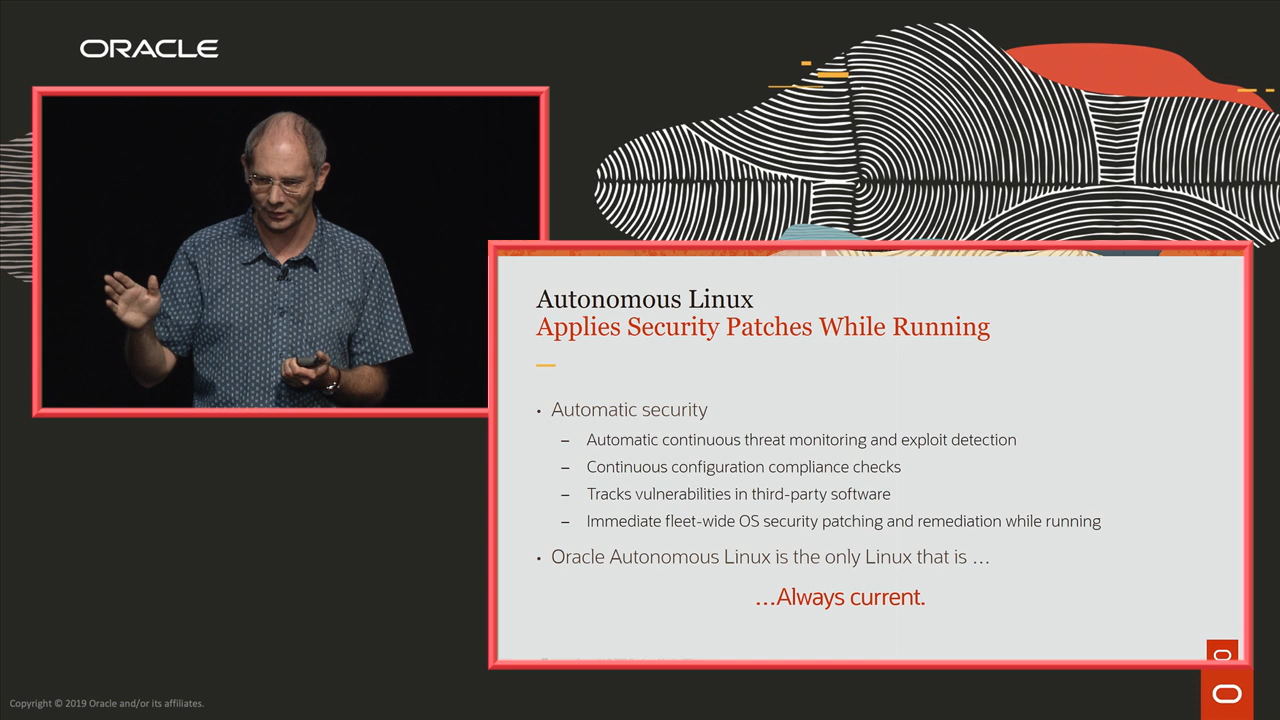 ORACLE
Autonomous Linux
Applies Security Patches While Running
• Automatic security
– Automatic continuous threat monitoring and exploit detection
– Continuous configuration compliance checks
– Tracks vulnerabilities in third-party software
– Immediate fleet-wide OS security patching and remediation while running
• Oracle Autonomous Linux is the only Linux that is …
…Always current.
Copyright © 2019 Oracle and/or its affiliates.